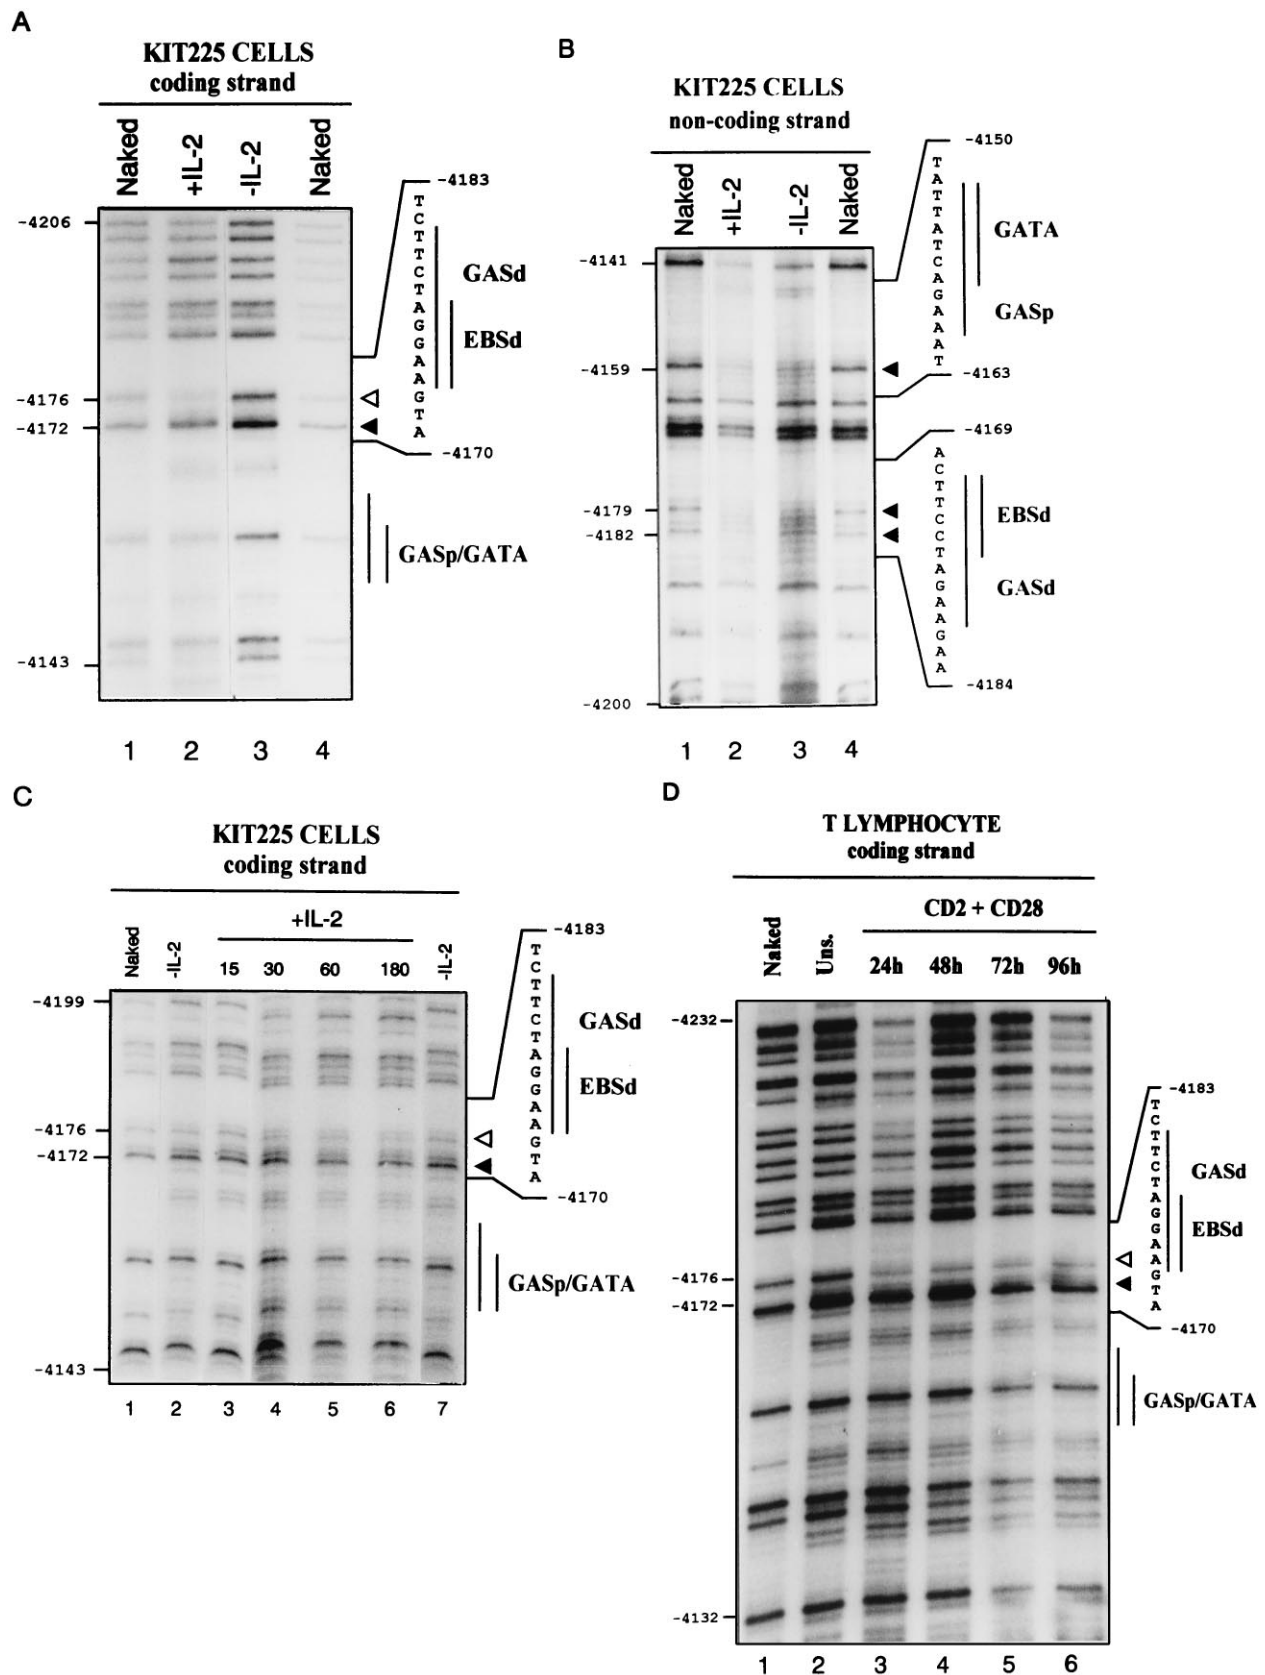 A
KIT225 CELLS
coding strand
Naked
+IL-2
-IL-2
Naked
-4206
-4176
-4172
-4143
-4183
T
C
T
T
C
T
A
G
G
A
A
G
T
A
-4170
GASd
EBSd
GASp/GATA
1 2 3 4
B
KIT225 CELLS
non-coding strand
Naked
+IL-2
-IL-2
Naked
-4141
-4159
-4179
-4182
-4200
-4150
T
A
T
T
A
T
C
A
G
A
A
A
T
-4163
GATA
GASp
-4169
A
C
T
T
C
C
T
A
G
A
A
G
A
A
-4184
EBSd
GASd
1 2 3 4
C
KIT225 CELLS
coding strand
+IL-2
Naked
-IL-2
15 30 60 180
-IL-2
-4199
-4176
-4172
-4143
-4183
T
C
T
T
C
T
A
G
G
A
A
G
T
A
-4170
GASd
EBSd
GASp/GATA
1 2 3 4 5 6 7
D
T LYMPHOCYTE
coding strand
CD2 + CD28
Naked
Uns.
24h 48h 72h 96h
-4232
-4176
-4172
-4132
-4183
T
C
T
T
C
T
A
G
G
A
A
G
T
A
-4170
GASd
EBSd
GASp/GATA
1 2 3 4 5 6